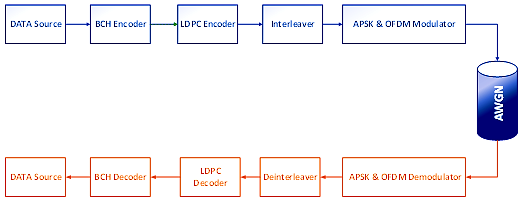 DATA Source
BCH Encoder
LDPC Encoder
Interleaver
APSK & OFDM Modulator
AWGN
DATA Source
BCH Decoder
LDPC
Decoder
Deinterleaver
APSK & OFDM Demodulator